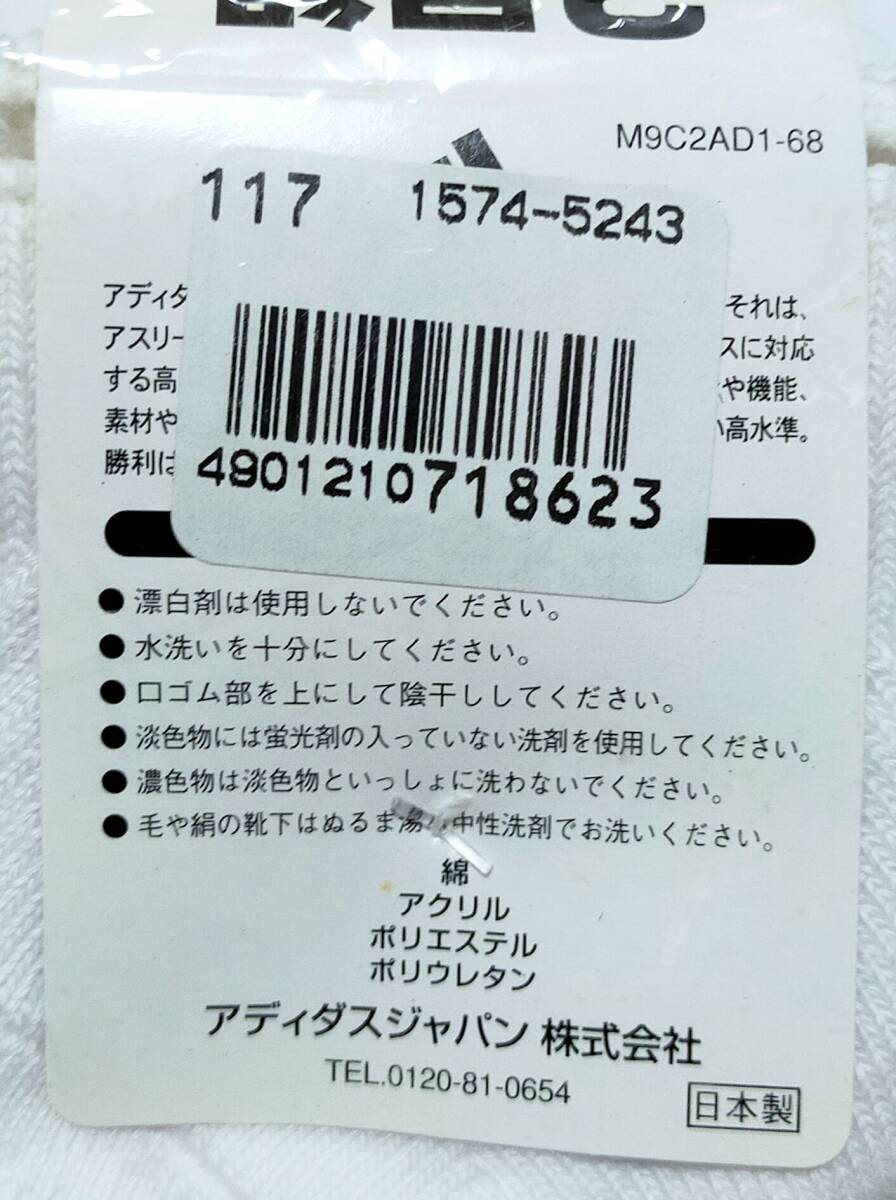 M9C2AD1-68
117 1574-5243
アディダ それは、
アスリー スに対応
する高 や機能、
素材や い高水準。
勝利は
4901210718623
●漂白剤は使用しないでください。
●水洗いを十分にしてください。
●口ゴム部を上にして陰干ししてください。
●淡色物には蛍光剤の入っていない洗剤を使用してください。
●濃色物は淡色物といっしょに洗わないでください。
●毛や絹の靴下はぬるま湯 中性洗剤でお洗いください。
綿
アクリル
ポリエステル
ポリウレタン
アディダスジャパン 株式会社
TEL.0120-81-0654
日本製